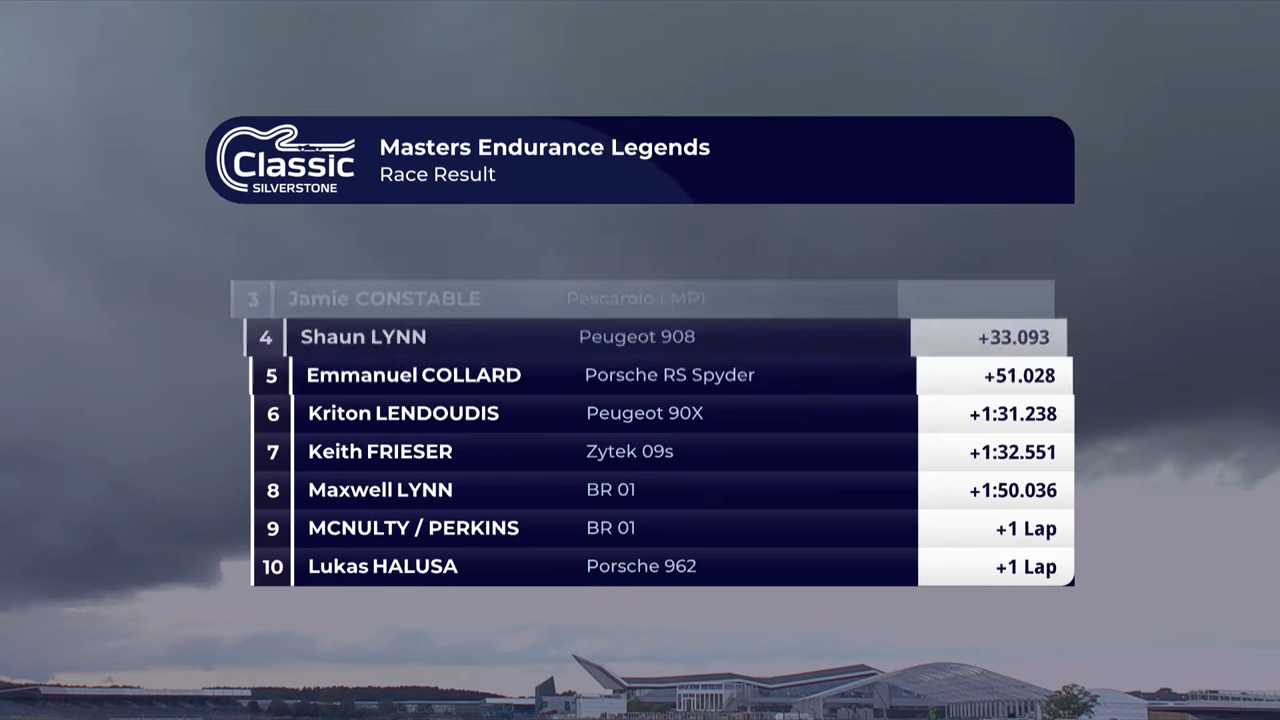 Classic
SILVERSTONE
Masters Endurance Legends
Race Result
3 Jamie CONSTABLE Pescarolo LMP1
4 Shaun LYNN Peugeot 908 +33.093
5 Emmanuel COLLARD Porsche RS Spyder +51.028
6 Kriton LENDOUDIS Peugeot 90X +1:31.238
7 Keith FRIESER Zytek 09s +1:32.551
8 Maxwell LYNN BR 01 +1:50.036
9 MCNULTY / PERKINS BR 01 +1 Lap
10 Lukas HALUSA Porsche 962 +1 Lap